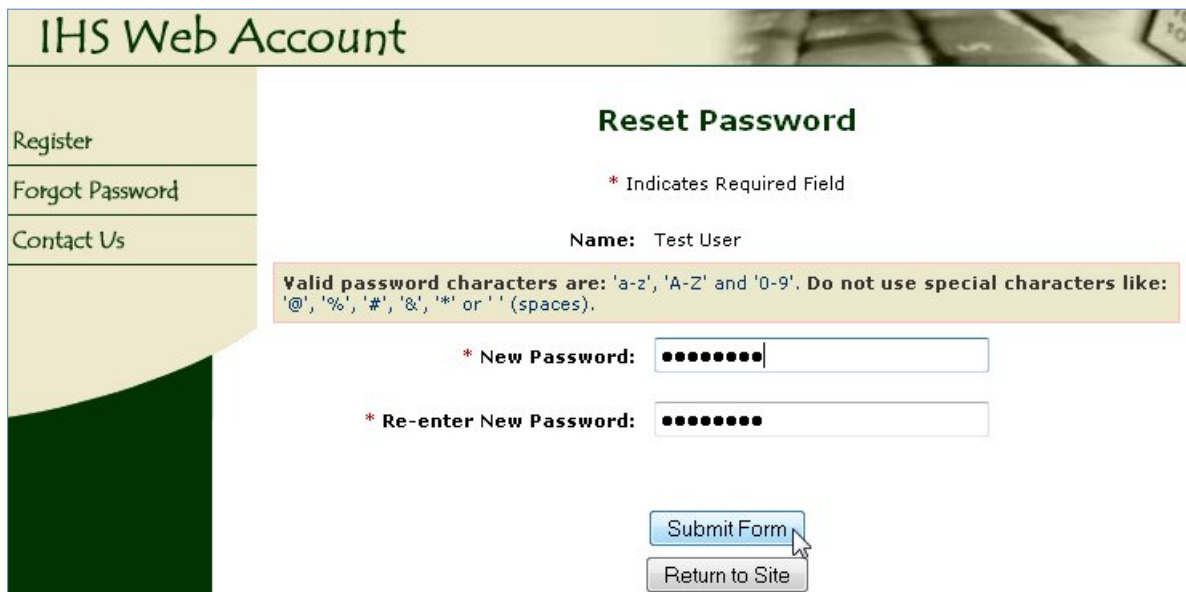 IHS Web Account
Register
Forgot Password
Contact Us
Reset Password
* Indicates Required Field
Name: Test User
Valid password characters are: 'a-z', 'A-Z' and '0-9'. Do not use special characters like:
'@', '%', '#', '&', '*' or ' ' (spaces).
* New Password: ●●●●●●●●
* Re-enter New Password: ●●●●●●●●
Submit Form
Return to Site